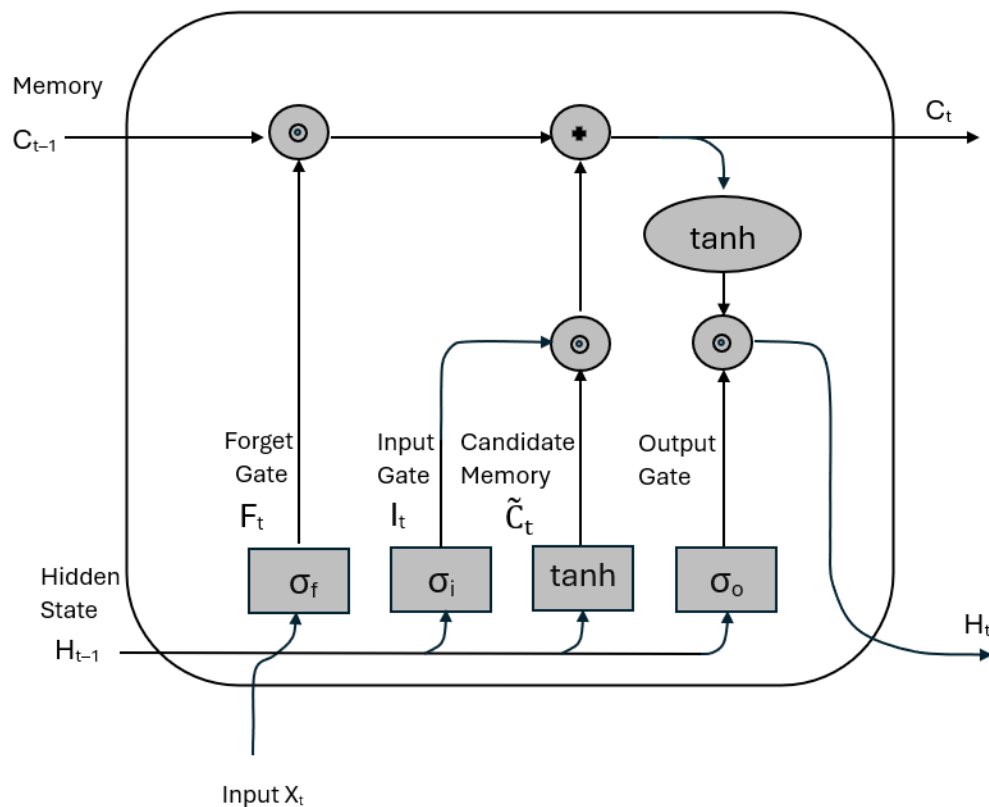 Memory
Cₜ₋₁
Cₜ
tanh
Forget
Gate
Fₜ
Input
Gate
Iₜ
Candidate
Memory
C̃ₜ
Output
Gate
σf
σi
tanh
σo
Hidden
State
Hₜ₋₁
Hₜ
Input Xₜ